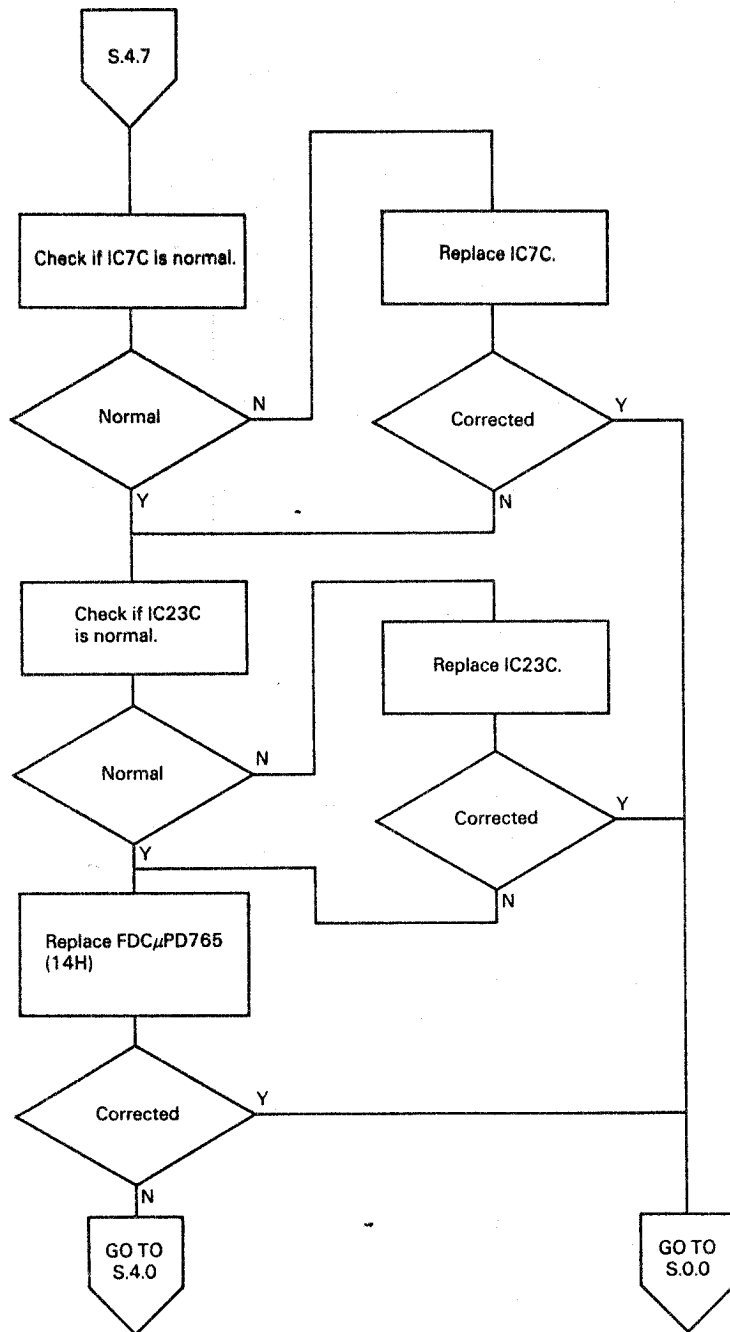 S.4.7
Check if IC7C is normal.
Replace IC7C.
Normal
N
Y
Corrected
Y
N
Check if IC23C
is normal.
Replace IC23C.
Normal
N
Y
Corrected
Y
N
Replace FDCμPD765
(14H)
Corrected
Y
N
GO TO
S.4.0
GO TO
S.0.0